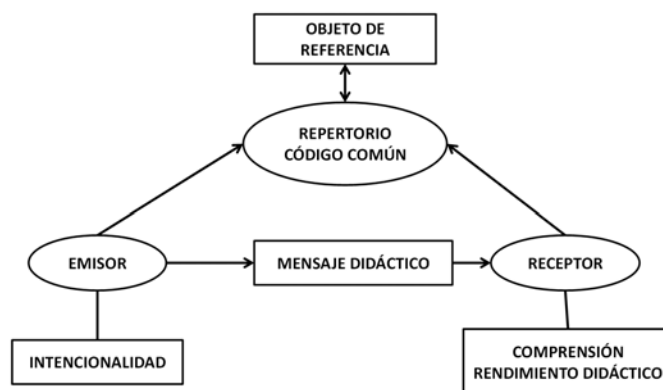 OBJETO DE
REFERENCIA
REPERTORIO
CÓDIGO COMÚN
EMISOR
MENSAJE DIDÁCTICO
RECEPTOR
INTENCIONALIDAD
COMPRENSIÓN
RENDIMIENTO DIDÁCTICO